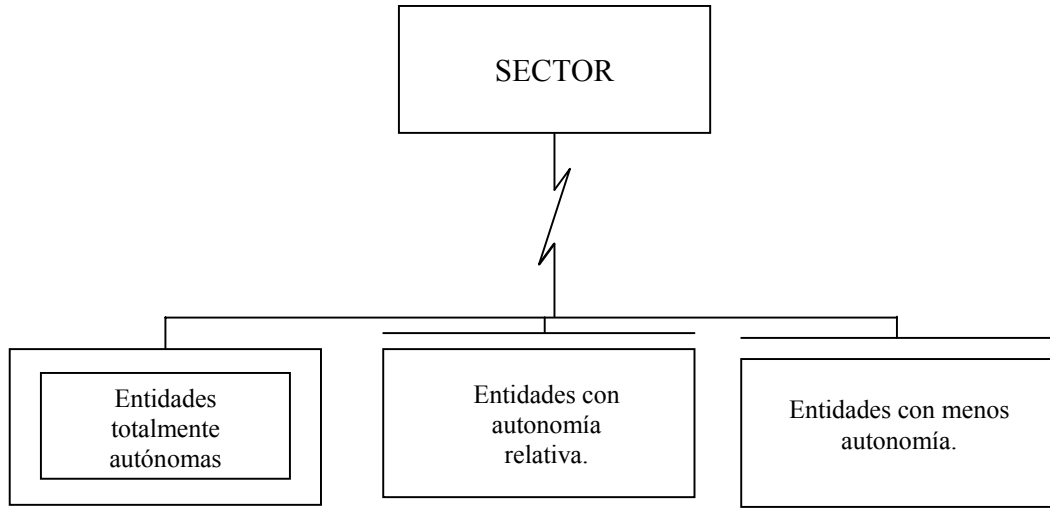 SECTOR
Entidades
totalmente
autónomas
Entidades con
autonomía
relativa.
Entidades con menos
autonomía.